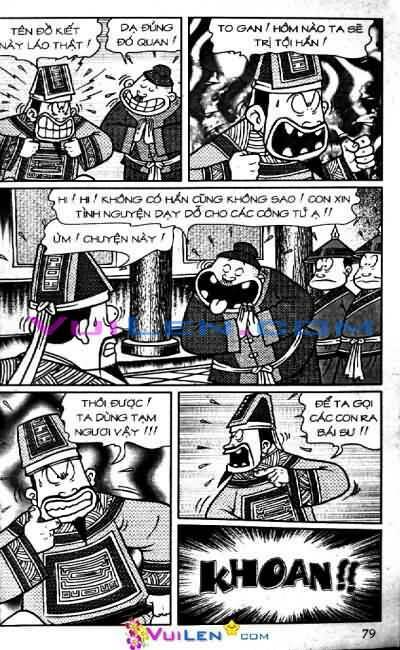 TÊN ĐỒ KIẾT
NÀY LÁO THẬT!
DẠ ĐÚNG
ĐÓ QUAN!
TO GAN! HÔM NÀO TA SẼ
TRỊ TỘI HẮN!
HI! HI! KHÔNG CÓ HẮN CŨNG KHÔNG SAO! CON XIN
TÌNH NGUYỆN DẠY DỖ CHO CÁC CÔNG TỬ Ạ!!
ỪM! CHUYỆN NÀY!
VUILEN.COM
THÔI ĐƯỢC!
TA DÙNG TẠM
NGƯƠI VẬY!!!
ĐỂ TA GỌI
CÁC CON RA
BÁI SƯ!
KHOAN!!
79
VUILEN.COM